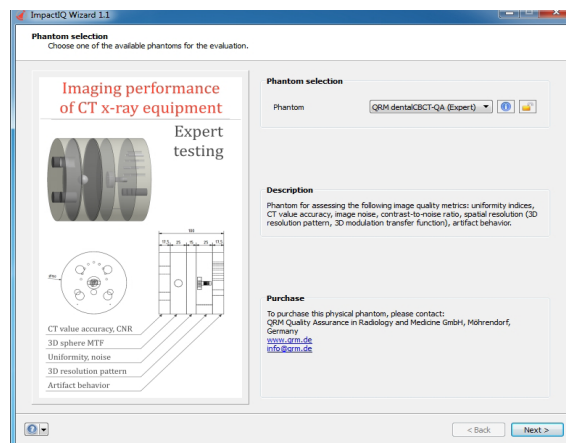 ImpactIQ Wizard 1.1
Phantom selection
Choose one of the available phantoms for the evaluation.
Imaging performance
of CT x-ray equipment
Expert
testing
CT value accuracy, CNR
3D sphere MTF
Uniformity, noise
3D resolution pattern
Artifact behavior
Phantom selection
Phantom
QRM dentalCBCT-QA (Expert)
Description
Phantom for assessing the following image quality metrics: uniformity indices,
CT value accuracy, image noise, contrast-to-noise ratio, spatial resolution (3D
resolution pattern, 3D modulation transfer function), artifact behavior.
Purchase
To purchase this physical phantom, please contact:
QRM Quality Assurance in Radiology and Medicine GmbH, Möhrendorf,
Germany
www.qrm.de
info@qrm.de
< Back
Next >